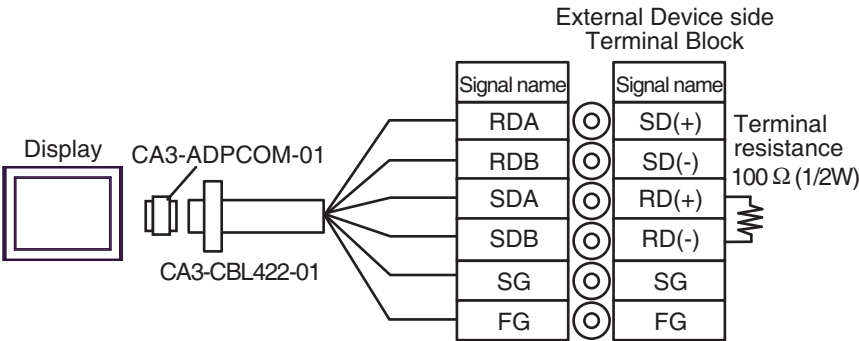 External Device side
Terminal Block
Signal name Signal name
RDA SD(+)
RDB SD(-)
SDA RD(+)
SDB RD(-)
SG SG
FG FG
Terminal
resistance
100 Ω (1/2W)
Display
CA3-ADPCOM-01
CA3-CBL422-01